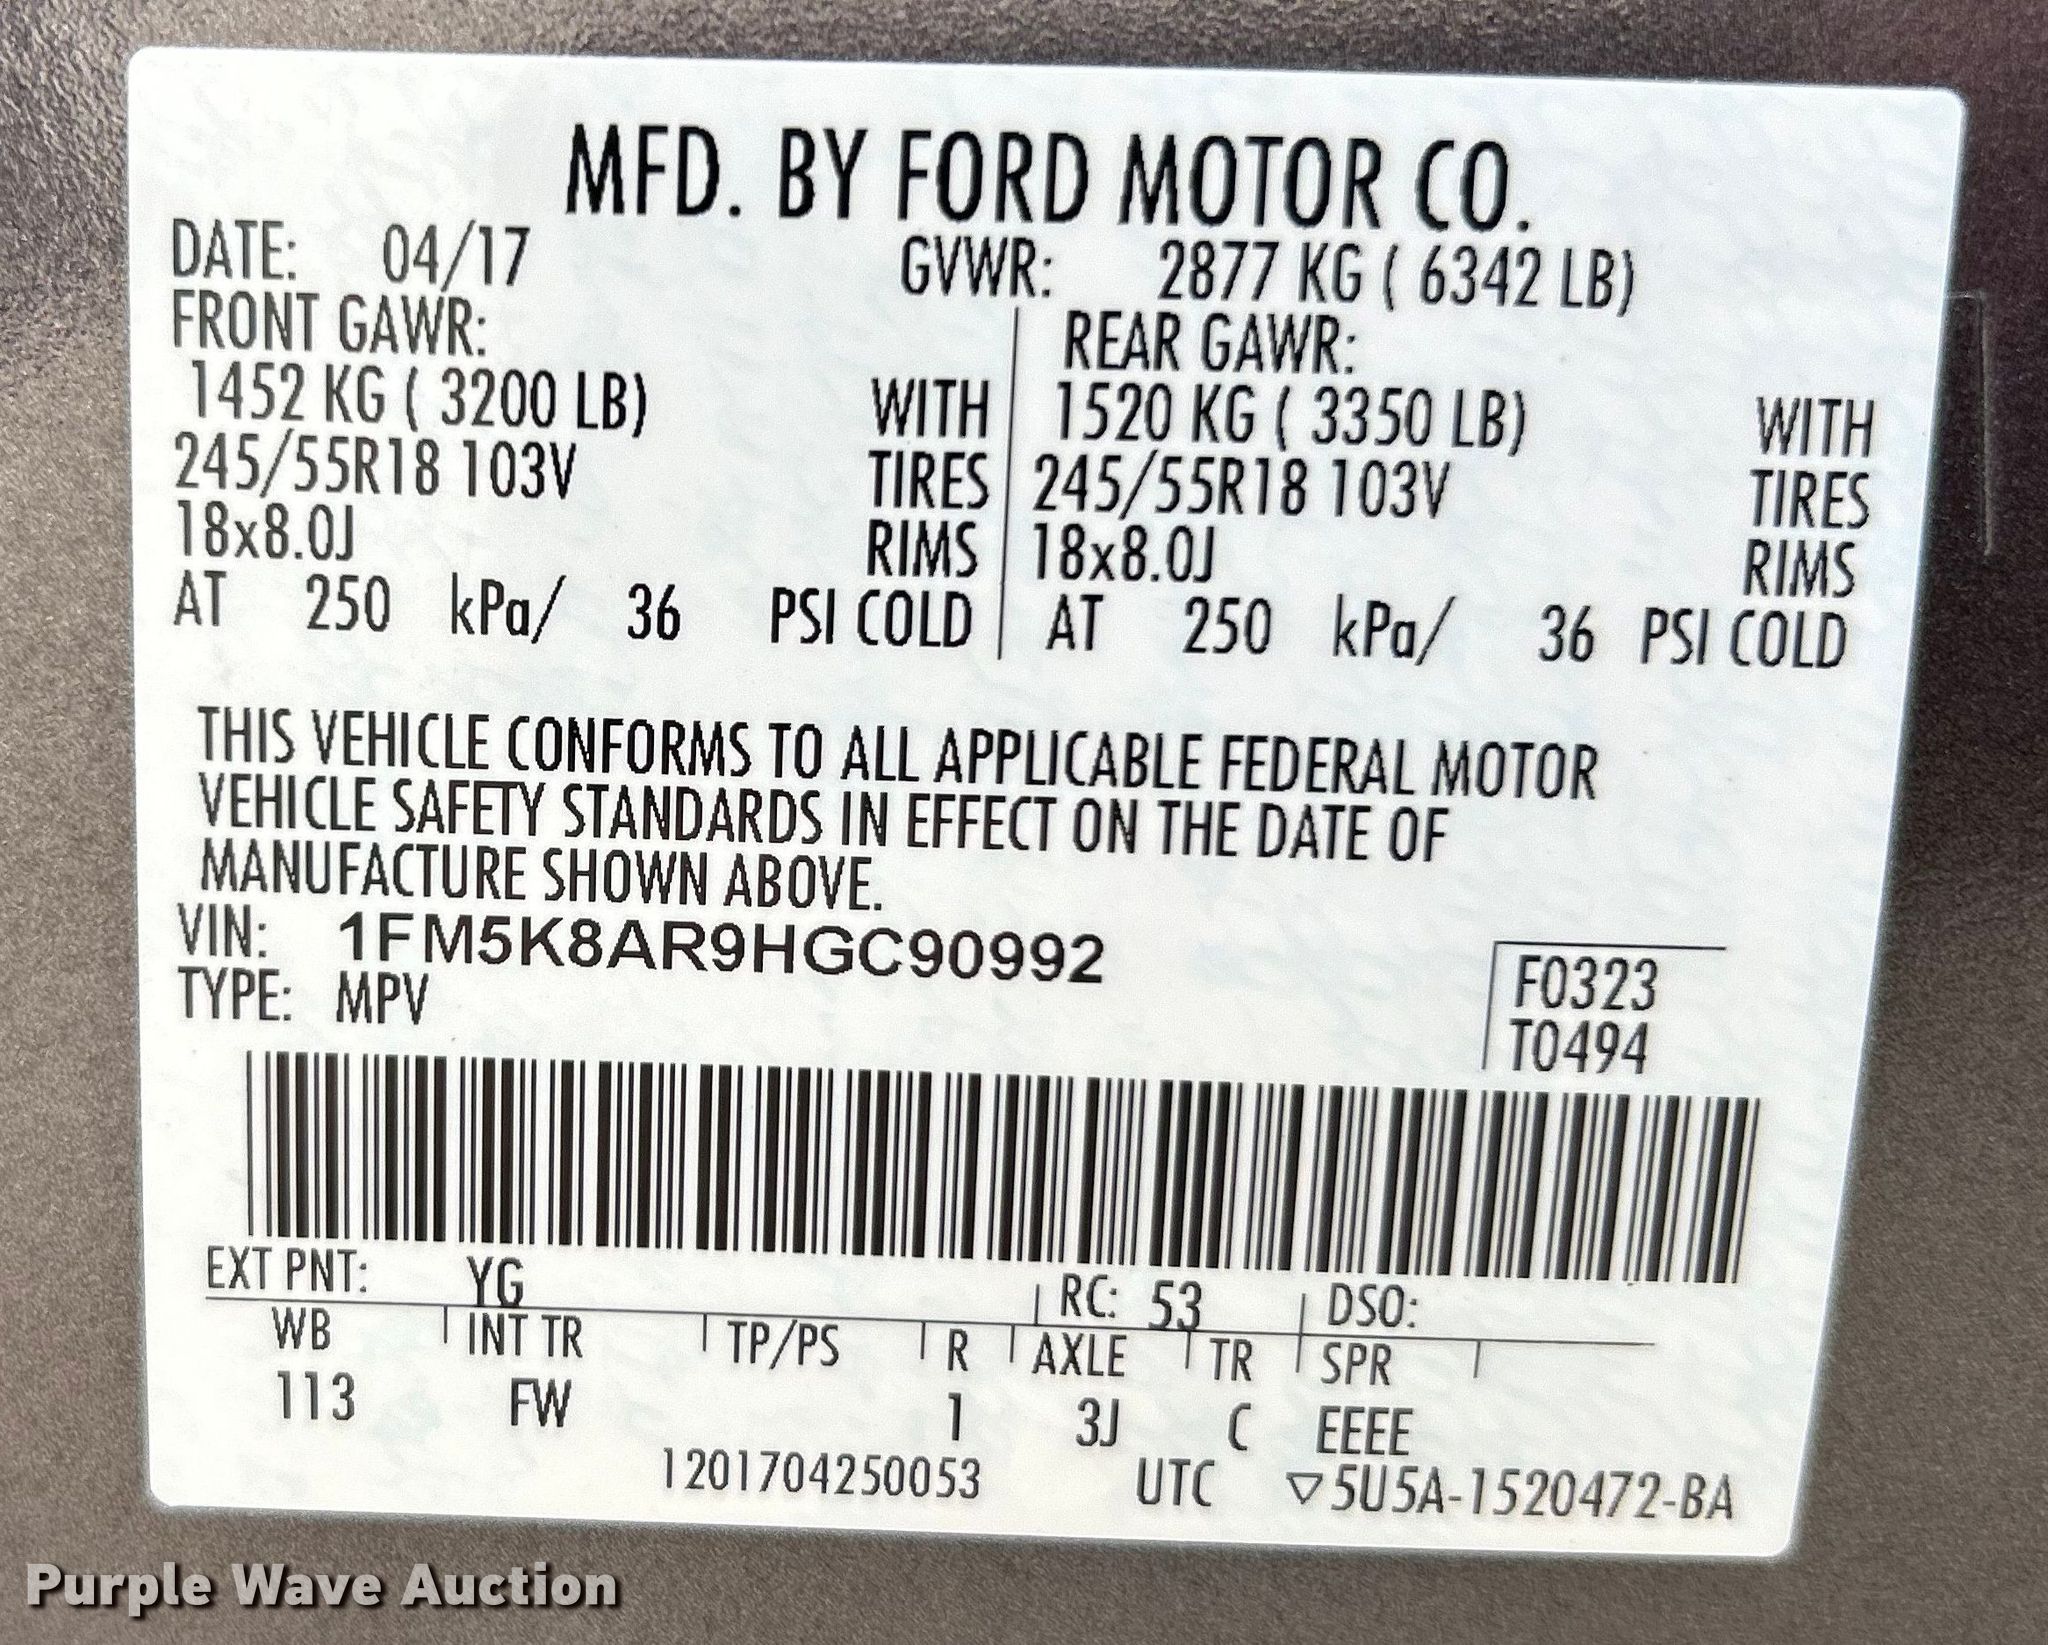 MFD. BY FORD MOTOR CO.
DATE: 04/17 GVWR: 2877 KG ( 6342 LB)
FRONT GAWR: REAR GAWR:
1452 KG ( 3200 LB) WITH 1520 KG ( 3350 LB) WITH
245/55R18 103V TIRES 245/55R18 103V TIRES
18x8.0J RIMS 18x8.0J RIMS
AT 250 kPa/ 36 PSI COLD AT 250 kPa/ 36 PSI COLD
THIS VEHICLE CONFORMS TO ALL APPLICABLE FEDERAL MOTOR
VEHICLE SAFETY STANDARDS IN EFFECT ON THE DATE OF
MANUFACTURE SHOWN ABOVE.
VIN: 1FM5K8AR9HGC90992
TYPE: MPV
F0323
T0494
EXT PNT: YG RC: 53 DSO:
WB INT TR TP/PS R AXLE TR SPR
113 FW 1 3J C EEEE
1201704250053 UTC ▽5U5A-1520472-BA
Purple Wave Auction